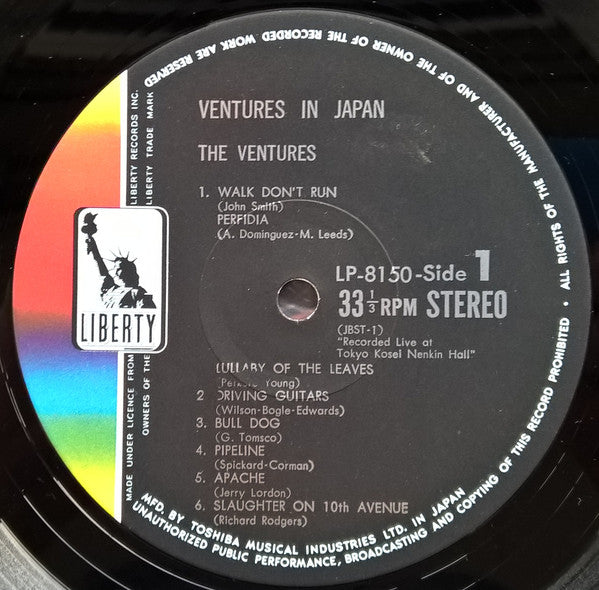 VENTURES IN JAPAN
THE VENTURES
1. WALK DON'T RUN
(John Smith)
PERFIDIA
(A. Dominguez-M. Leeds)
LP-8150-Side 1
33 1/3 RPM STEREO
(JBST-1)
"Recorded Live at
Tokyo Kosei Nenkin Hall"
LULLABY OF THE LEAVES
(Petkere Young)
2 DRIVING GUITARS
(Wilson-Bogle-Edwards)
3. BULL DOG
(G. Tomsco)
4. PIPELINE
(Spickard-Corman)
5. APACHE
(Jerry Lordon)
6. SLAUGHTER ON 10th AVENUE
(Richard Rodgers)
LIBERTY
MADE UNDER LICENCE FROM LIBERTY RECORDS INC.
OWNERS OF THE LIBERTY TRADE MARK
MFD. BY TOSHIBA MUSICAL INDUSTRIES LTD. IN JAPAN
ALL RIGHTS OF THE MANUFACTURER AND OF THE OWNER OF THE RECORDED WORK ARE RESERVED
UNAUTHORIZED PUBLIC PERFORMANCE, BROADCASTING AND COPYING OF THIS RECORD PROHIBITED •